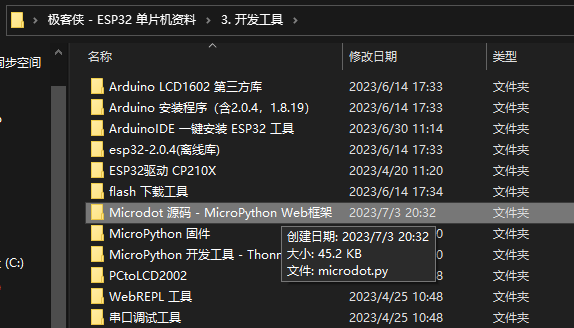 极客侠 - ESP32 单片机资料 > 3. 开发工具 >
同步空间
名称 修改日期 类型
Arduino LCD1602 第三方库 2023/6/14 17:33 文件夹
Arduino 安装程序（含2.0.4，1.8.19） 2023/6/14 17:33 文件夹
ArduinoIDE 一键安装 ESP32 工具 2023/6/30 11:14 文件夹
esp32-2.0.4(离线库) 2023/6/14 17:33 文件夹
ESP32驱动 CP210X 2023/4/20 11:20 文件夹
flash 下载工具 2023/6/14 17:34 文件夹
Microdot 源码 - MicroPython Web框架 2023/7/3 20:32 文件夹
MicroPython 固件 文件夹
创建日期: 2023/7/3 20:32
MicroPython 开发工具 - Thonn 文件夹
大小: 45.2 KB
(C:)
PCtoLCD2002 文件夹
文件: microdot.py
WebREPL 工具 2023/4/25 10:48 文件夹
串口调试工具 2023/4/25 10:48 文件夹